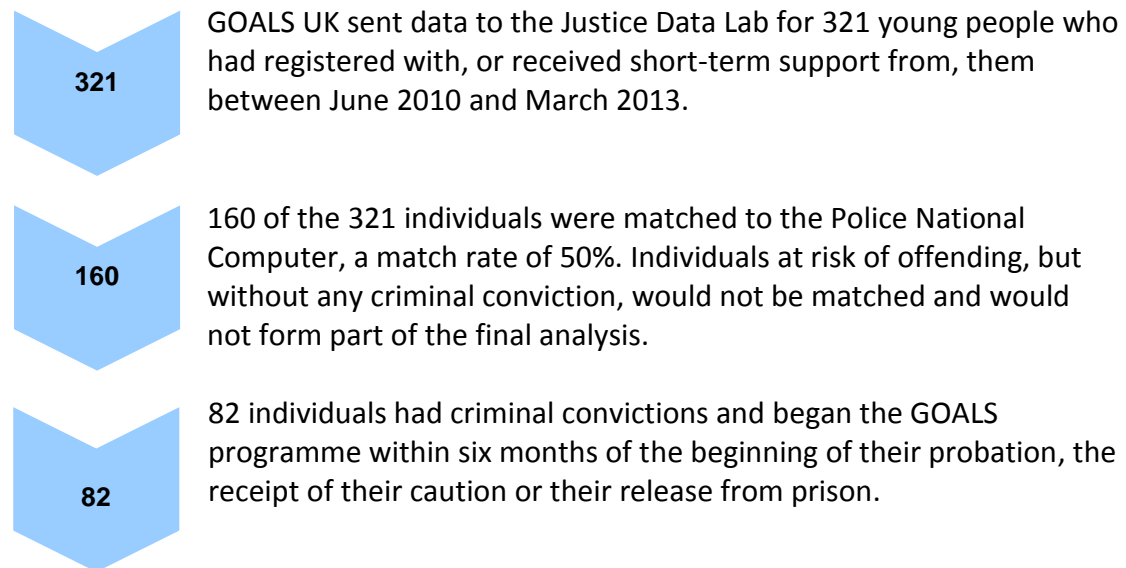 321
GOALS UK sent data to the Justice Data Lab for 321 young people who
had registered with, or received short-term support from, them
between June 2010 and March 2013.
160
160 of the 321 individuals were matched to the Police National
Computer, a match rate of 50%. Individuals at risk of offending, but
without any criminal conviction, would not be matched and would
not form part of the final analysis.
82
82 individuals had criminal convictions and began the GOALS
programme within six months of the beginning of their probation, the
receipt of their caution or their release from prison.